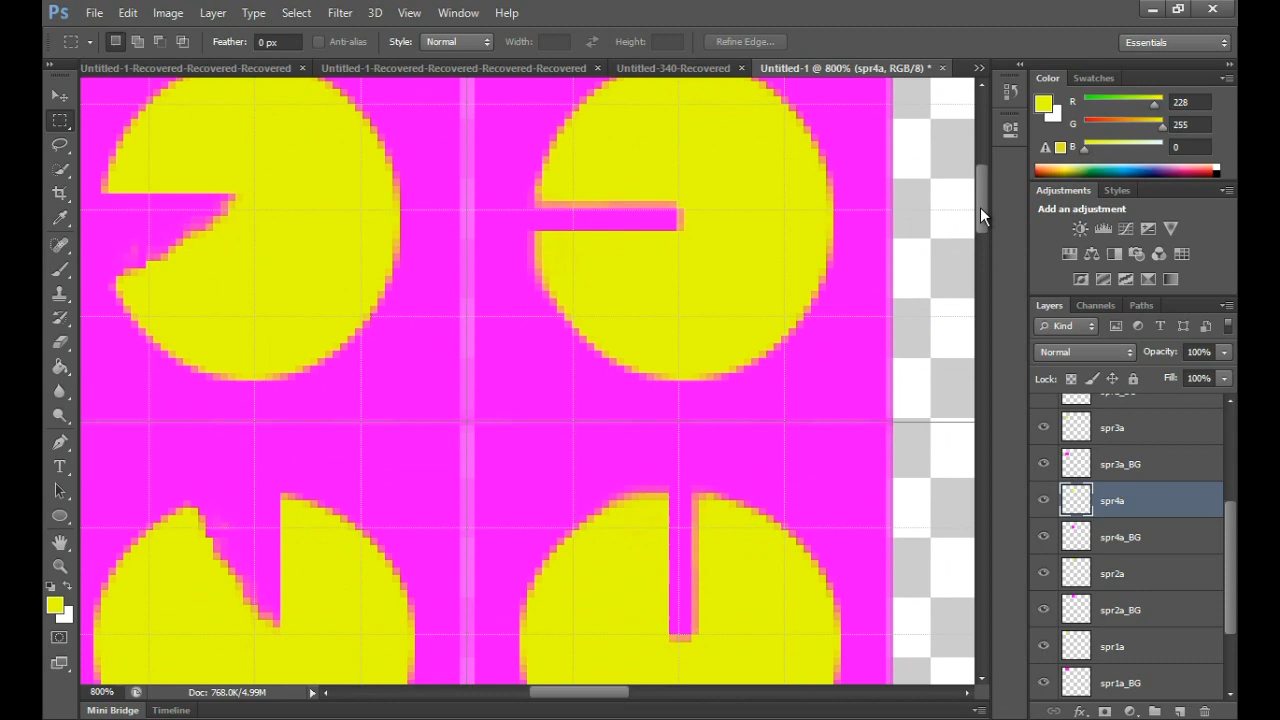 Ps File Edit Image Layer Type Select Filter 3D View Window Help
Feather: 0 px Anti-alias Style: Normal Width: Height: Refine Edge... Essentials
Untitled-1-Recovered-Recovered-Recovered × Untitled-1-Recovered-Recovered-Recovered-Recovered × Untitled-340-Recovered × Untitled-1 @ 800% (spr4a, RGB/8) * ×
Color Swatches
R 228
G 255
B 0
Adjustments Styles
Add an adjustment
Layers Channels Paths
Kind
Normal Opacity: 100%
Lock: Fill: 100%
spr3a
spr3a_BG
spr4a
spr4a_BG
spr2a
spr2a_BG
spr1a
spr1a_BG
800% Doc: 768.0K/4.99M
Mini Bridge Timeline